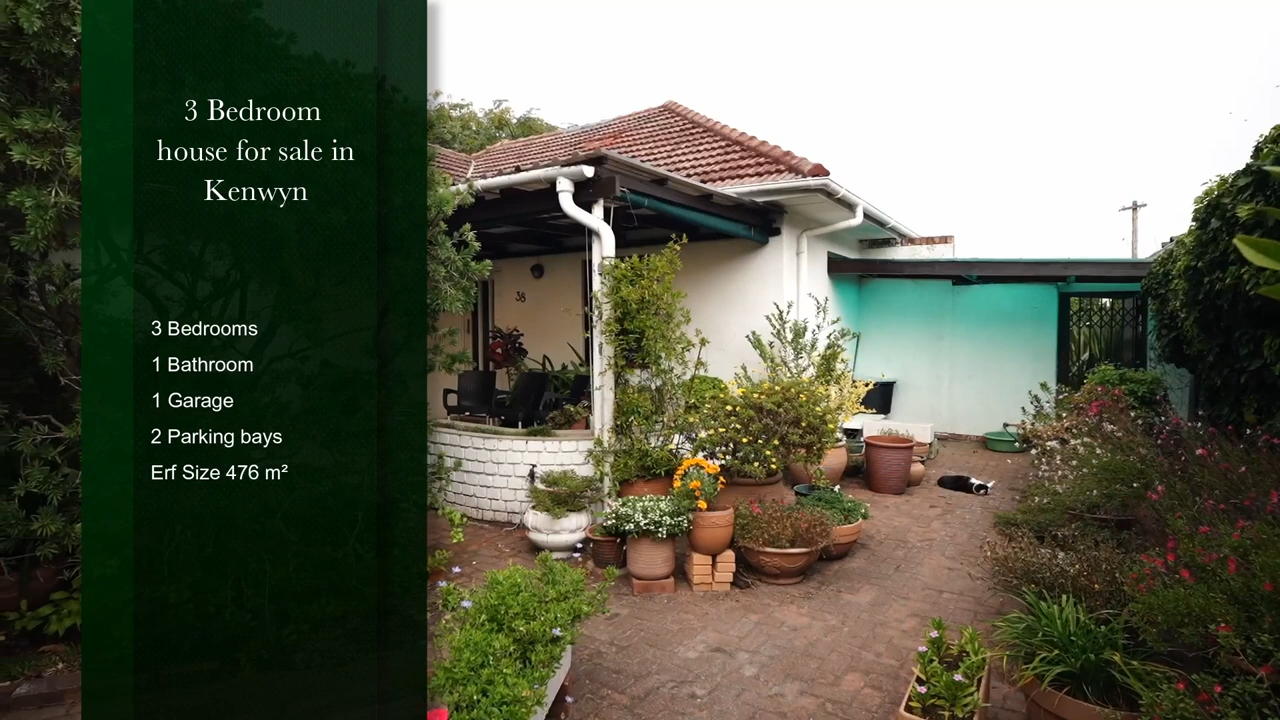 3 Bedroom
house for sale in
Kenwyn
3 Bedrooms
1 Bathroom
1 Garage
2 Parking bays
Erf Size 476 m²
38